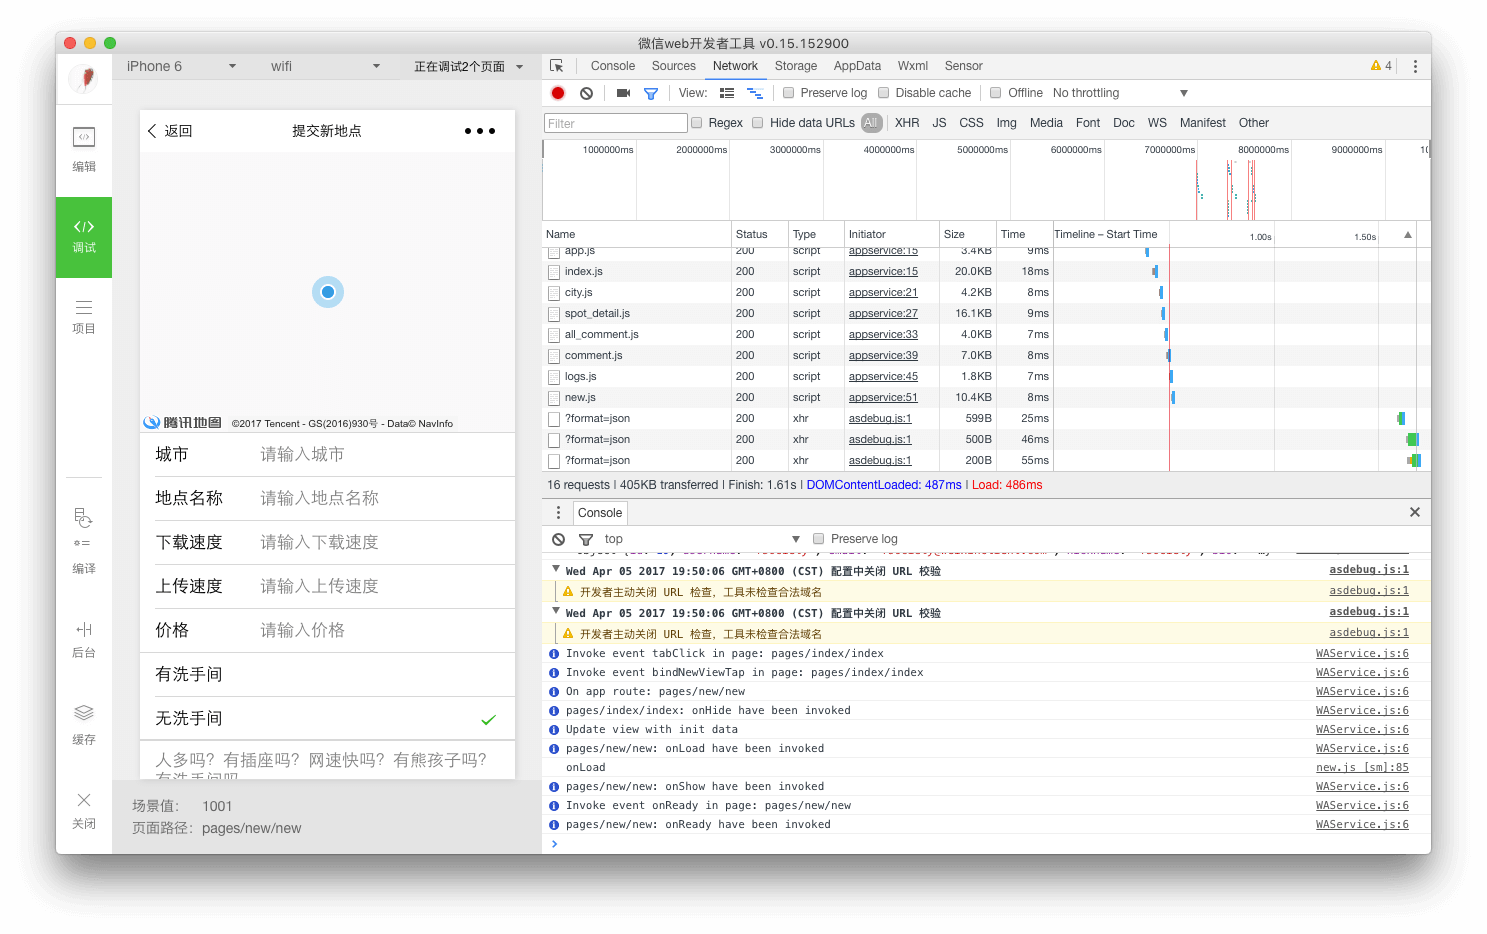 微信web开发者工具 v0.15.152900
iPhone 6
wifi
正在调试2个页面
编辑
调试
项目
编译
后台
缓存
关闭
返回
提交新地点
腾讯地图
©2017 Tencent - GS(2016)930号 - Data© NavInfo
城市 请输入城市
地点名称 请输入地点名称
下载速度 请输入下载速度
上传速度 请输入上传速度
价格 请输入价格
有洗手间
无洗手间
人多吗？有插座吗？网速快吗？有熊孩子吗？
有洗手间吗
场景值： 1001
页面路径： pages/new/new
Console Sources Network Storage AppData Wxml Sensor 4
View: Preserve log Disable cache Offline No throttling
Filter Regex Hide data URLs All XHR JS CSS Img Media Font Doc WS Manifest Other
1000000ms 2000000ms 3000000ms 4000000ms 5000000ms 6000000ms 7000000ms 8000000ms 9000000ms 10
Name Status Type Initiator Size Time Timeline – Start Time 1.00s 1.50s
app.js 200 script appservice:15 3.4KB 9ms
index.js 200 script appservice:15 20.0KB 18ms
city.js 200 script appservice:21 4.2KB 8ms
spot_detail.js 200 script appservice:27 16.1KB 9ms
all_comment.js 200 script appservice:33 4.0KB 7ms
comment.js 200 script appservice:39 7.0KB 8ms
logs.js 200 script appservice:45 1.8KB 7ms
new.js 200 script appservice:51 10.4KB 8ms
?format=json 200 xhr asdebug.js:1 599B 25ms
?format=json 200 xhr asdebug.js:1 500B 46ms
?format=json 200 xhr asdebug.js:1 200B 55ms
16 requests | 405KB transferred | Finish: 1.61s | DOMContentLoaded: 487ms | Load: 486ms
Console
top Preserve log
Wed Apr 05 2017 19:50:06 GMT+0800 (CST) 配置中关闭 URL 校验 asdebug.js:1
开发者主动关闭 URL 检查，工具未检查合法域名 asdebug.js:1
Wed Apr 05 2017 19:50:06 GMT+0800 (CST) 配置中关闭 URL 校验 asdebug.js:1
开发者主动关闭 URL 检查，工具未检查合法域名 asdebug.js:1
Invoke event tabClick in page: pages/index/index WAService.js:6
Invoke event bindNewViewTap in page: pages/index/index WAService.js:6
On app route: pages/new/new WAService.js:6
pages/index/index: onHide have been invoked WAService.js:6
Update view with init data WAService.js:6
pages/new/new: onLoad have been invoked WAService.js:6
onLoad new.js [sm]:85
pages/new/new: onShow have been invoked WAService.js:6
Invoke event onReady in page: pages/new/new WAService.js:6
pages/new/new: onReady have been invoked WAService.js:6